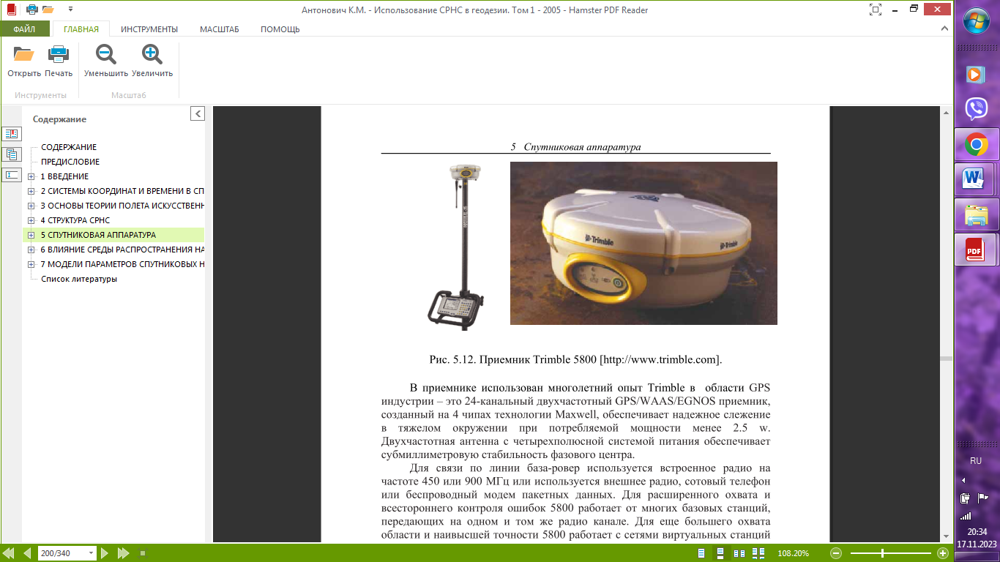 Антонович К.М. - Использование СРНС в геодезии. Том 1 - 2005 - Hamster PDF Reader
ФАЙЛ ГЛАВНАЯ ИНСТРУМЕНТЫ МАСШТАБ ПОМОЩЬ
Открыть Печать Уменьшить Увеличить
Инструменты Масштаб
Содержание
СОДЕРЖАНИЕ
ПРЕДИСЛОВИЕ
1 ВВЕДЕНИЕ
2 СИСТЕМЫ КООРДИНАТ И ВРЕМЕНИ В СП
3 ОСНОВЫ ТЕОРИИ ПОЛЕТА ИСКУССТВЕНН
4 СТРУКТУРА СРНС
5 СПУТНИКОВАЯ АППАРАТУРА
6 ВЛИЯНИЕ СРЕДЫ РАСПРОСТРАНЕНИЯ НА
7 МОДЕЛИ ПАРАМЕТРОВ СПУТНИКОВЫХ Н
Список литературы
5 Спутниковая аппаратура
Trimble
Trimble
Рис. 5.12. Приемник Trimble 5800 [http://www.trimble.com].
В приемнике использован многолетний опыт Trimble в области GPS
индустрии – это 24-канальный двухчастотный GPS/WAAS/EGNOS приемник,
созданный на 4 чипах технологии Maxwell, обеспечивает надежное слежение
в тяжелом окружении при потребляемой мощности менее 2.5 w.
Двухчастотная антенна с четырехполюсной системой питания обеспечивает
субмиллиметровую стабильность фазового центра.
Для связи по линии база-ровер используется встроенное радио на
частоте 450 или 900 МГц или используется внешнее радио, сотовый телефон
или беспроводный модем пакетных данных. Для расширенного охвата и
всестороннего контроля ошибок 5800 работает от многих базовых станций,
передающих на одном и том же радио канале. Для еще большего охвата
области и наивысшей точности 5800 работает с сетями виртуальных станций
200/340
108.20%
W
PDF
RU
20:34
17.11.2023